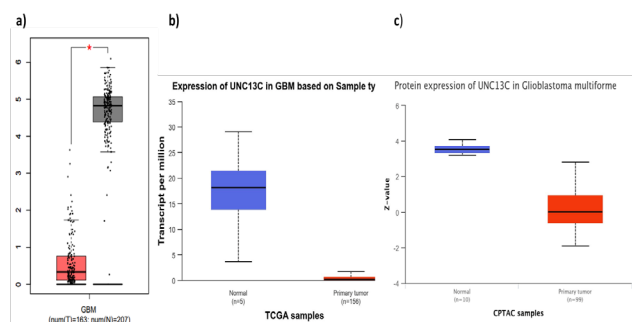 a)
b)
c)
*
6
5
4
3
2
1
0
GBM
(num(T)=163; num(N)=207)
Expression of UNC13C in GBM based on Sample ty
Transcript per million
35
30
25
20
15
10
5
0
Normal
(n=5)
Primary tumor
(n=156)
TCGA samples
Protein expression of UNC13C in Glioblastoma multiforme
Z-value
6
4
2
0
-2
-4
Normal
(n=10)
Primary tumor
(n=99)
CPTAC samples